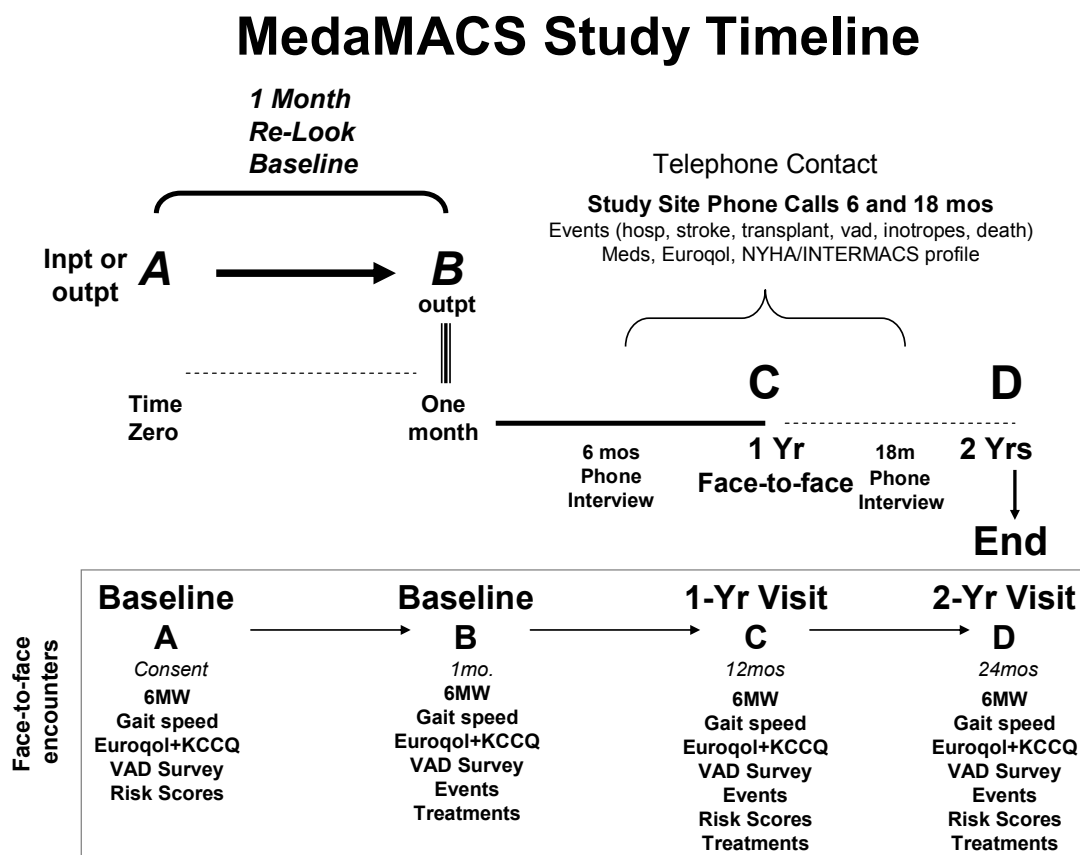 MedaMACS Study Timeline
1 Month
Re-Look
Baseline
Telephone Contact
Study Site Phone Calls 6 and 18 mos
Events (hosp, stroke, transplant, vad, inotropes, death)
Meds, Euroqol, NYHA/INTERMACS profile
Inpt or
outpt
A
B
outpt
C
D
Time
Zero
One
month
6 mos
Phone
Interview
1 Yr
Face-to-face
18m
Phone
Interview
2 Yrs
End
Face-to-face
encounters
Baseline
A
Consent
6MW
Gait speed
Euroqol+KCCQ
VAD Survey
Risk Scores
Baseline
B
1mo.
6MW
Gait speed
Euroqol+KCCQ
VAD Survey
Events
Treatments
1-Yr Visit
C
12mos
6MW
Gait speed
Euroqol+KCCQ
VAD Survey
Events
Risk Scores
Treatments
2-Yr Visit
D
24mos
6MW
Gait speed
Euroqol+KCCQ
VAD Survey
Events
Risk Scores
Treatments